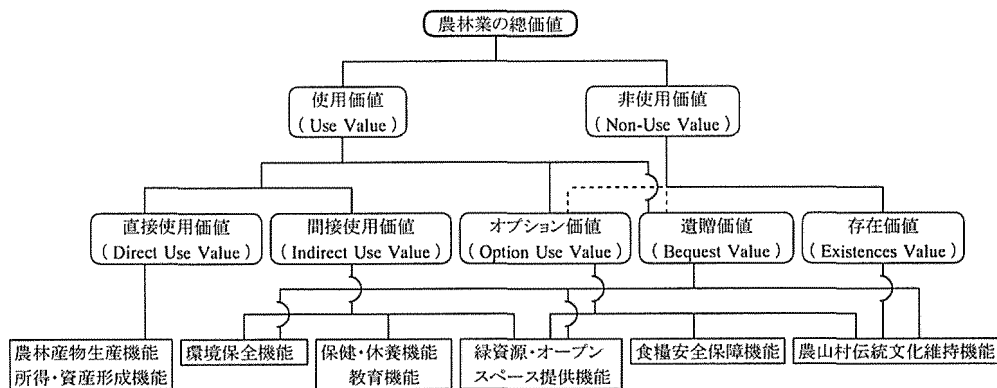 農林業の總価値
使用価値
( Use Value )
非使用価値
( Non-Use Value )
直接使用価値
( Direct Use Value )
間接使用価値
( Indirect Use Value )
オプション価値
( Option Use Value )
遺贈価値
( Bequest Value )
存在価値
( Existences Value )
農林産物生産機能
所得・資産形成機能
環境保全機能
保健・休養機能
教育機能
緑資源・オープン
スペース提供機能
食糧安全保障機能
農山村伝統文化維持機能